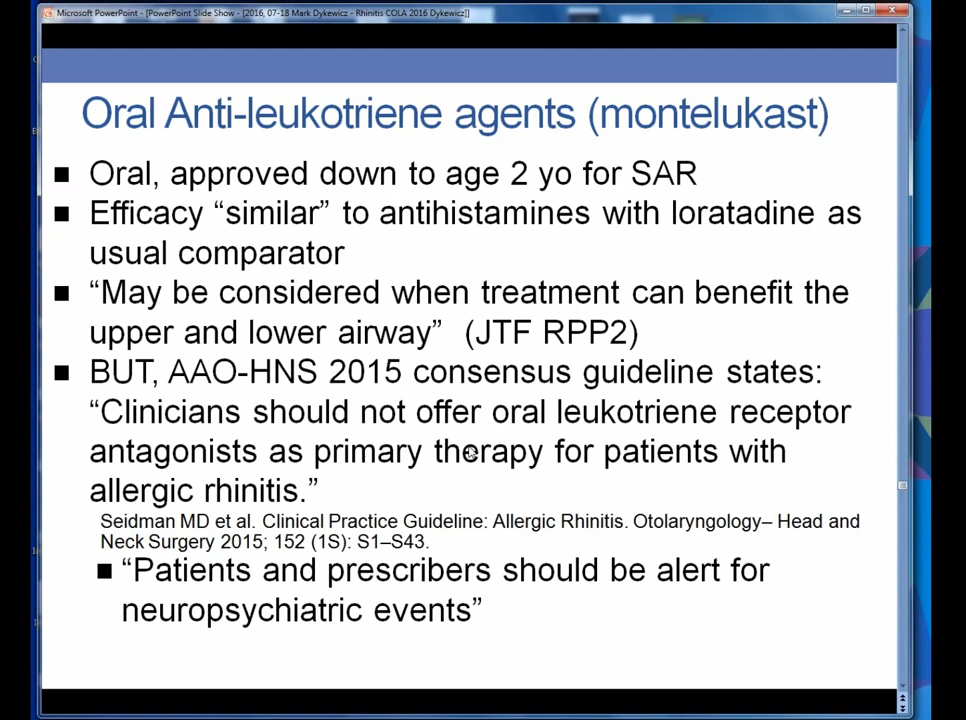 Microsoft PowerPoint - [PowerPoint Slide Show - [2016, 07-18 Mark Dykewicz - Rhinitis COLA 2016 Dykewicz]]
Oral Anti-leukotriene agents (montelukast)
■ Oral, approved down to age 2 yo for SAR
■ Efficacy “similar” to antihistamines with loratadine as
usual comparator
■ “May be considered when treatment can benefit the
upper and lower airway” (JTF RPP2)
■ BUT, AAO-HNS 2015 consensus guideline states:
“Clinicians should not offer oral leukotriene receptor
antagonists as primary therapy for patients with
allergic rhinitis.”
Seidman MD et al. Clinical Practice Guideline: Allergic Rhinitis. Otolaryngology– Head and
Neck Surgery 2015; 152 (1S): S1–S43.
■ “Patients and prescribers should be alert for
neuropsychiatric events”